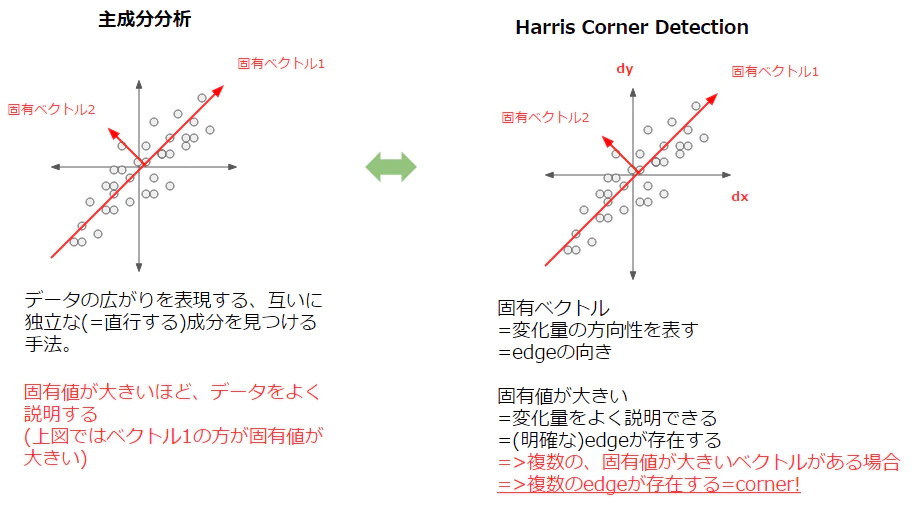 主成分分析
固有ベクトル1
固有ベクトル2
データの広がりを表現する、互いに
独立な(=直行する)成分を見つける
手法。
固有値が大きいほど、データをよく
説明する
(上図ではベクトル1の方が固有値が
大きい)
Harris Corner Detection
dy
固有ベクトル1
固有ベクトル2
dx
固有ベクトル
=変化量の方向性を表す
=edgeの向き
固有値が大きい
=変化量をよく説明できる
=(明確な)edgeが存在する
=>複数の、固有値が大きいベクトルがある場合
=>複数のedgeが存在する=corner!